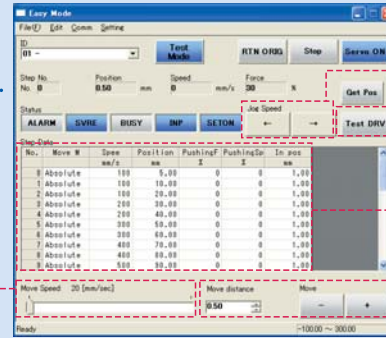 Easy Mode
File(F) Edit Comm Setting
ID
01 -
Test Mode
RTN ORIG Stop Servo ON
Step No. Position Speed Force
No. 0 0.50 mm 0 mm/s 30 %
Get Pos
Status Jog Speed
ALARM SVRE BUSY INP SETON ← → Test DRV
Step Data
No. Move M Spee Position PushingF PushingSp In pos
mm/s mm % % mm
0 Absolute 100 5.00 0 0 1.00
1 Absolute 100 10.00 0 0 1.00
2 Absolute 100 20.00 0 0 1.00
3 Absolute 200 30.00 0 0 1.00
4 Absolute 200 40.00 0 0 1.00
5 Absolute 300 50.00 0 0 1.00
6 Absolute 300 60.00 0 0 1.00
7 Absolute 400 70.00 0 0 1.00
8 Absolute 400 80.00 0 0 1.00
9 Absolute 500 90.00 0 0 1.00
Move Speed 20 [mm/sec] Move distance Move
0.50 - +
Ready -100.00 ~ 300.00